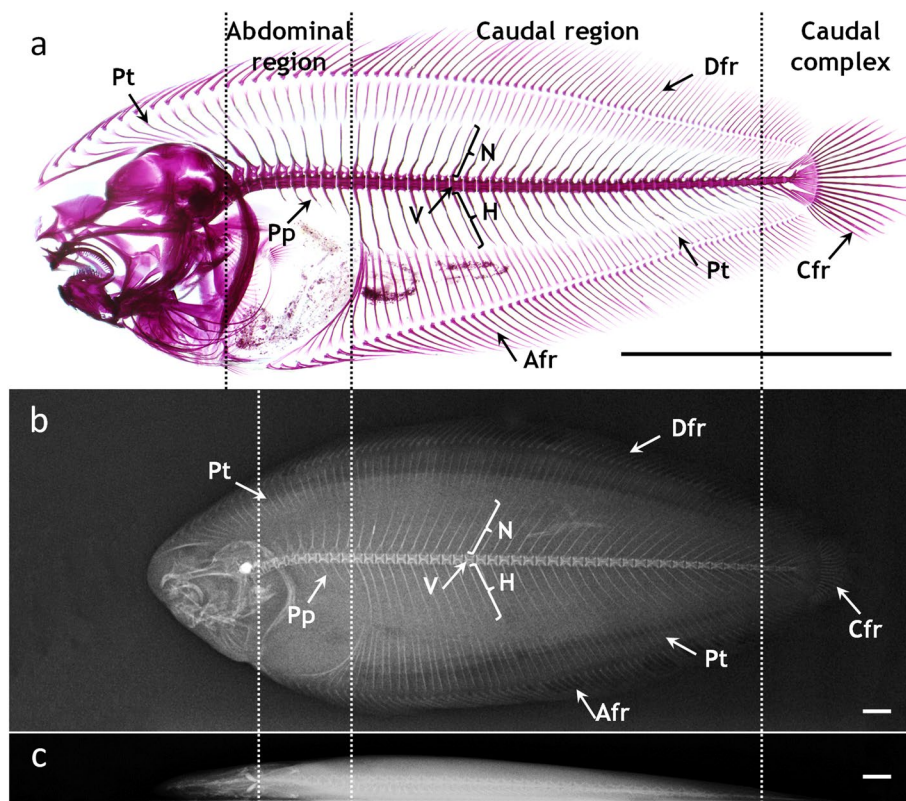 a
Abdominal
region
Caudal region
Caudal
complex
Pt
Dfr
N
V
H
Pp
Pt
Cfr
Afr
b
Dfr
Pt
N
V
H
Pp
Cfr
Pt
Afr
c